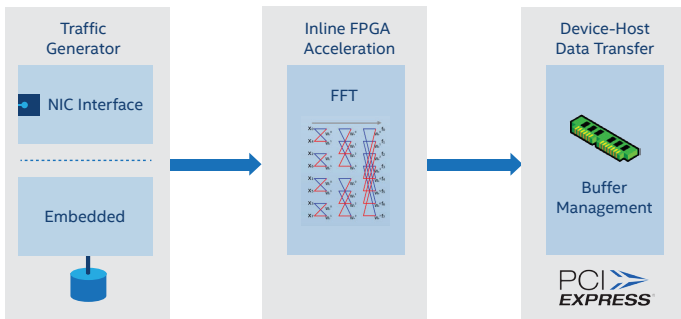 Traffic
Generator
NIC Interface
Embedded
Inline FPGA
Acceleration
FFT
Device-Host
Data Transfer
Buffer
Management
PCI
EXPRESS